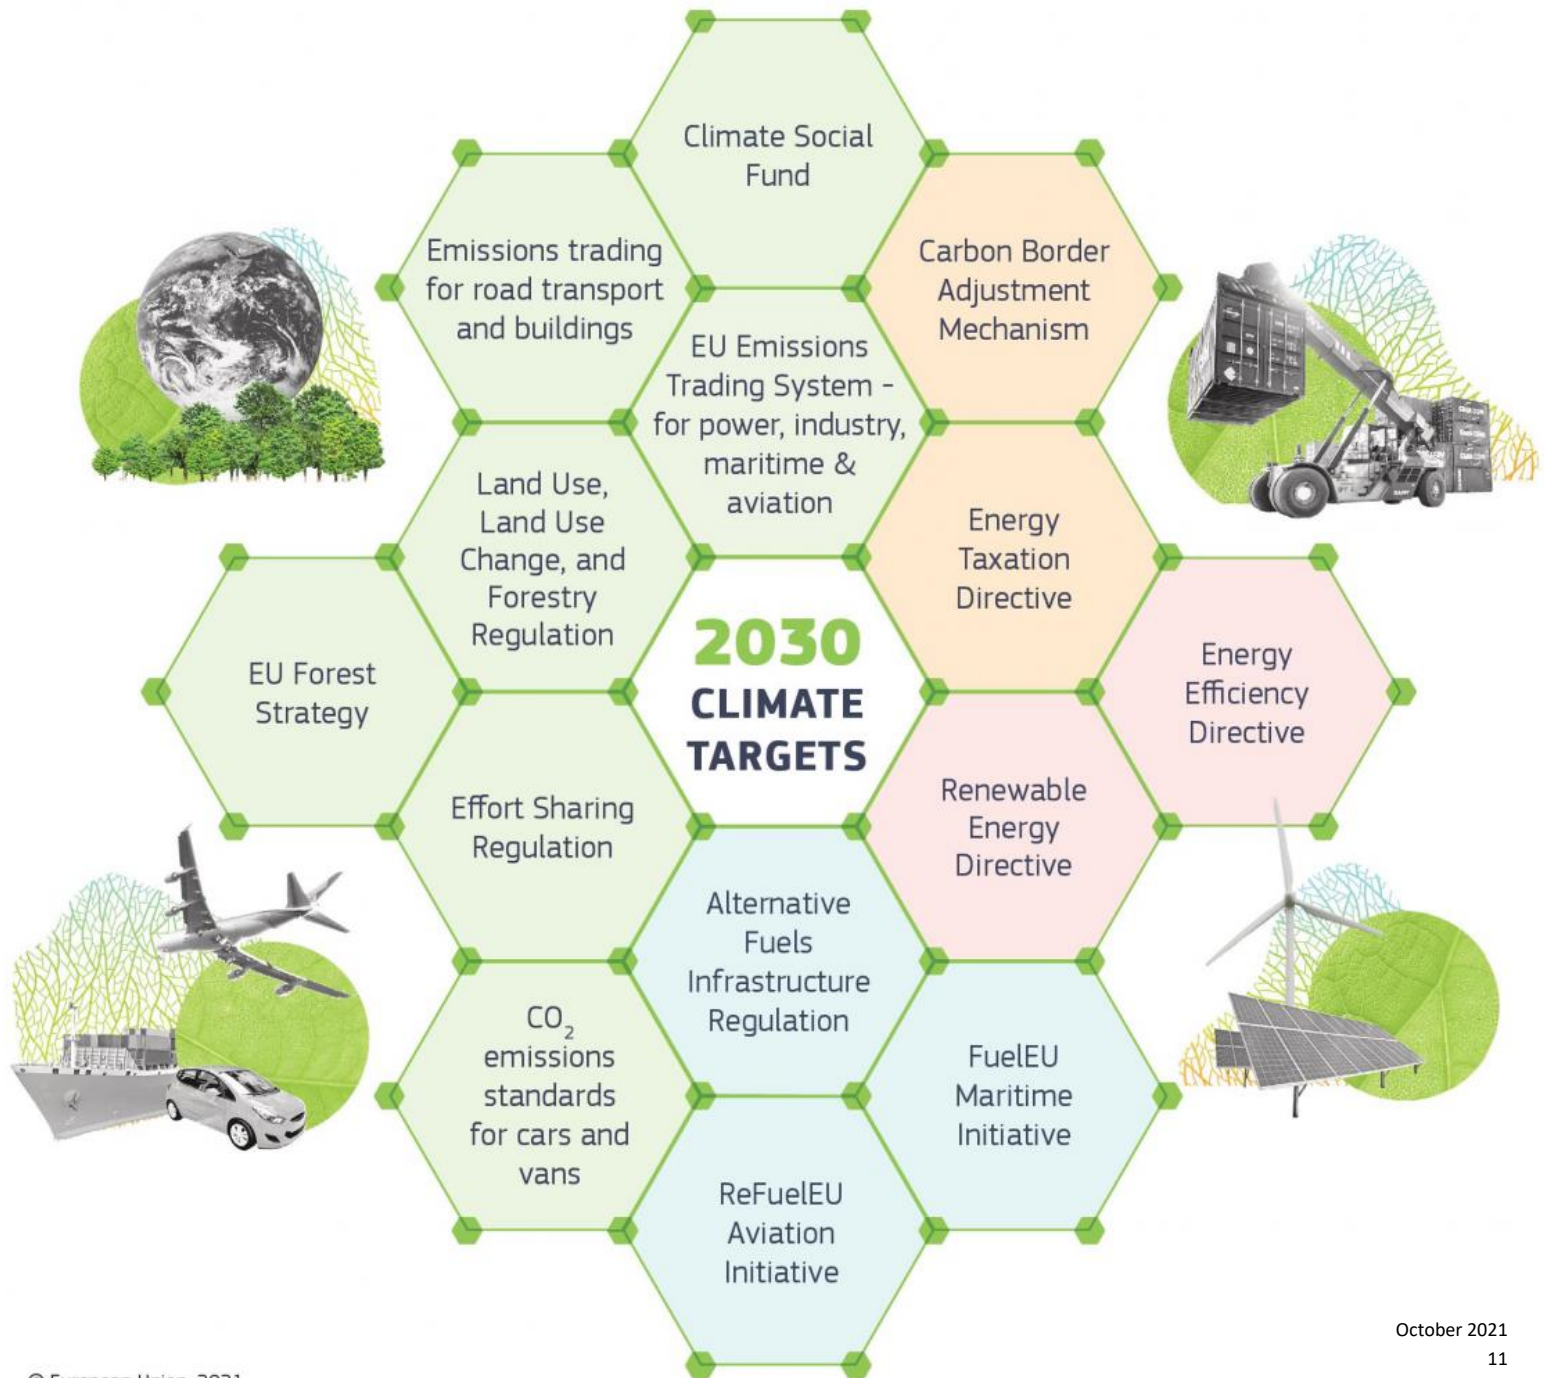 Climate Social
Fund
Emissions trading
for road transport
and buildings
Carbon Border
Adjustment
Mechanism
EU Emissions
Trading System -
for power, industry,
maritime &
aviation
Land Use,
Land Use
Change, and
Forestry
Regulation
Energy
Taxation
Directive
2030
CLIMATE
TARGETS
EU Forest
Strategy
Energy
Efficiency
Directive
Effort Sharing
Regulation
Renewable
Energy
Directive
Alternative
Fuels
Infrastructure
Regulation
CO₂
emissions
standards
for cars and
vans
FuelEU
Maritime
Initiative
ReFuelEU
Aviation
Initiative
October 2021
11
© European Union, 2021